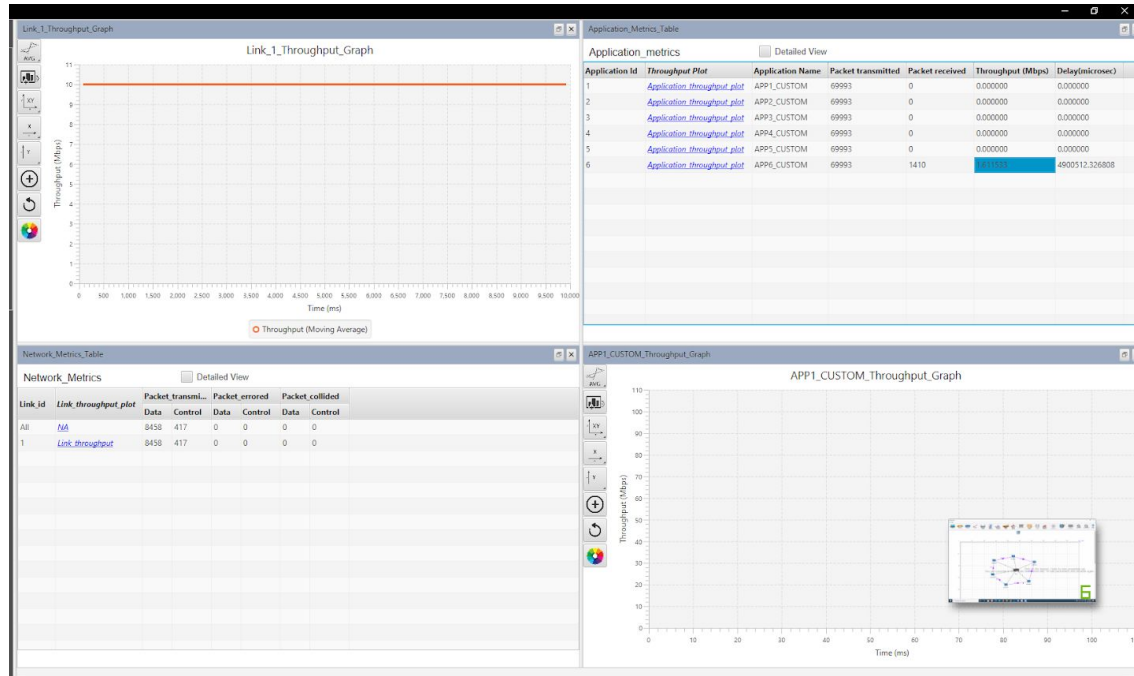 Link_1_Throughput_Graph
Link_1_Throughput_Graph
AVG
XY
X
Y
Throughput (Mbps)
11
10
9
8
7
6
5
4
3
2
1
0
0 500 1,000 1,500 2,000 2,500 3,000 3,500 4,000 4,500 5,000 5,500 6,000 6,500 7,000 7,500 8,000 8,500 9,000 9,500 10,000
Time (ms)
Throughput (Moving Average)
Application_Metrics_Table
Application_metrics Detailed View
Application Id Throughput Plot Application Name Packet transmitted Packet received Throughput (Mbps) Delay(microsec)
1 Application throughput plot APP1_CUSTOM 69993 0 0.000000 0.000000
2 Application throughput plot APP2_CUSTOM 69993 0 0.000000 0.000000
3 Application throughput plot APP3_CUSTOM 69993 0 0.000000 0.000000
4 Application throughput plot APP4_CUSTOM 69993 0 0.000000 0.000000
5 Application throughput plot APP5_CUSTOM 69993 0 0.000000 0.000000
6 Application throughput plot APP6_CUSTOM 69993 1410 4900512.326808
Network_Metrics_Table
Network_Metrics Detailed View
Link_id Link_throughput_plot Packet_transmi... Packet_errored Packet_collided
Data Control Data Control Data Control
All NA 8458 417 0 0 0 0
1 Link throughput 8458 417 0 0 0 0
APP1_CUSTOM_Throughput_Graph
APP1_CUSTOM_Throughput_Graph
AVG
XY
X
Y
Throughput (Mbps)
110
100
90
80
70
60
50
40
30
20
10
0
0 10 20 30 40 50 60 70 80 90 100
Time (ms)
6